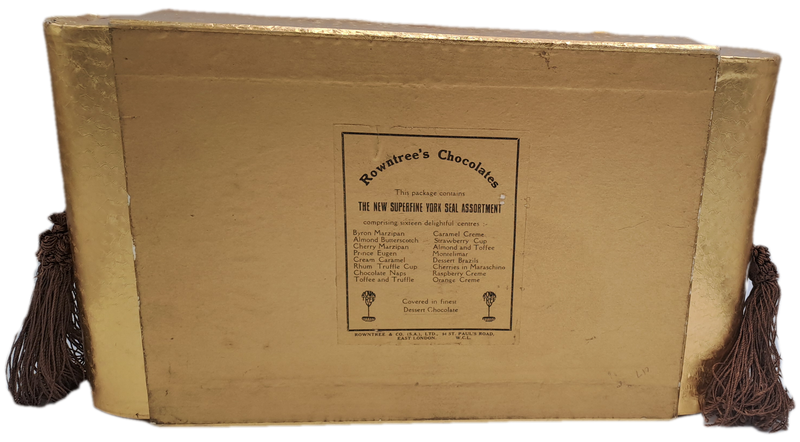 Rowntree's Chocolates
This package contains
THE NEW SUPERFINE YORK SEAL ASSORTMENT
comprising sixteen delightful centres :-
Byron Marzipan
Almond Butterscotch
Cherry Marzipan
Prince Eugen
Cream Caramel
Rhum Truffle Cup
Chocolate Naps
Toffee and Truffle
Caramel Creme
Strawberry Cup
Almond and Toffee
Montelimar
Dessert Brazils
Cherries in Maraschino
Raspberry Creme
Orange Creme
Covered in finest
Dessert Chocolate
ROWNTREE & CO. (S.A.), LTD., ST. PAUL'S ROAD,
EAST LONDON. W.C.L.